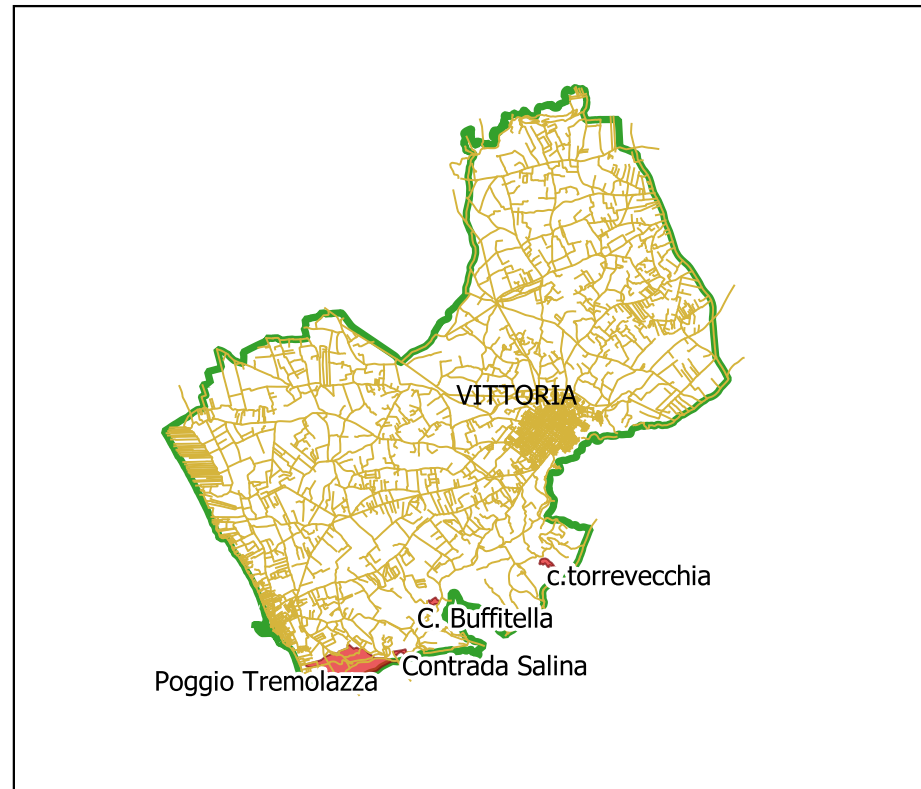 VITTORIA
c.torrevecchia
C. Buffitella
Contrada Salina
Poggio Tremolazza